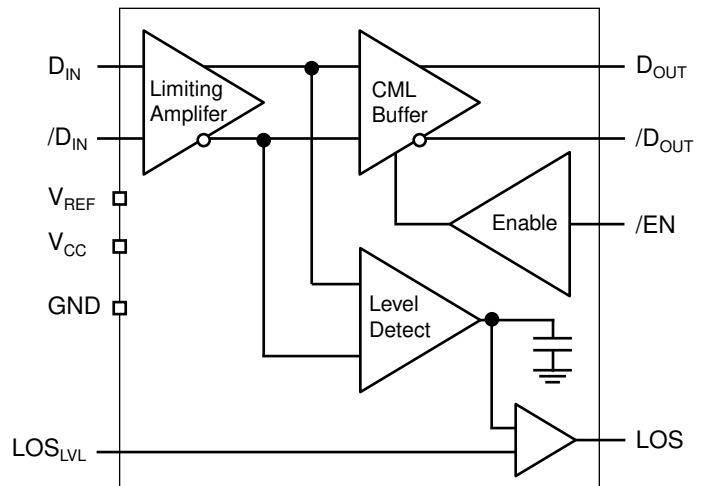 D_IN
Limiting
Amplifer
CML
Buffer
D_OUT
/D_IN
/D_OUT
V_REF
Enable
/EN
V_CC
GND
Level
Detect
LOS
LOS_LVL